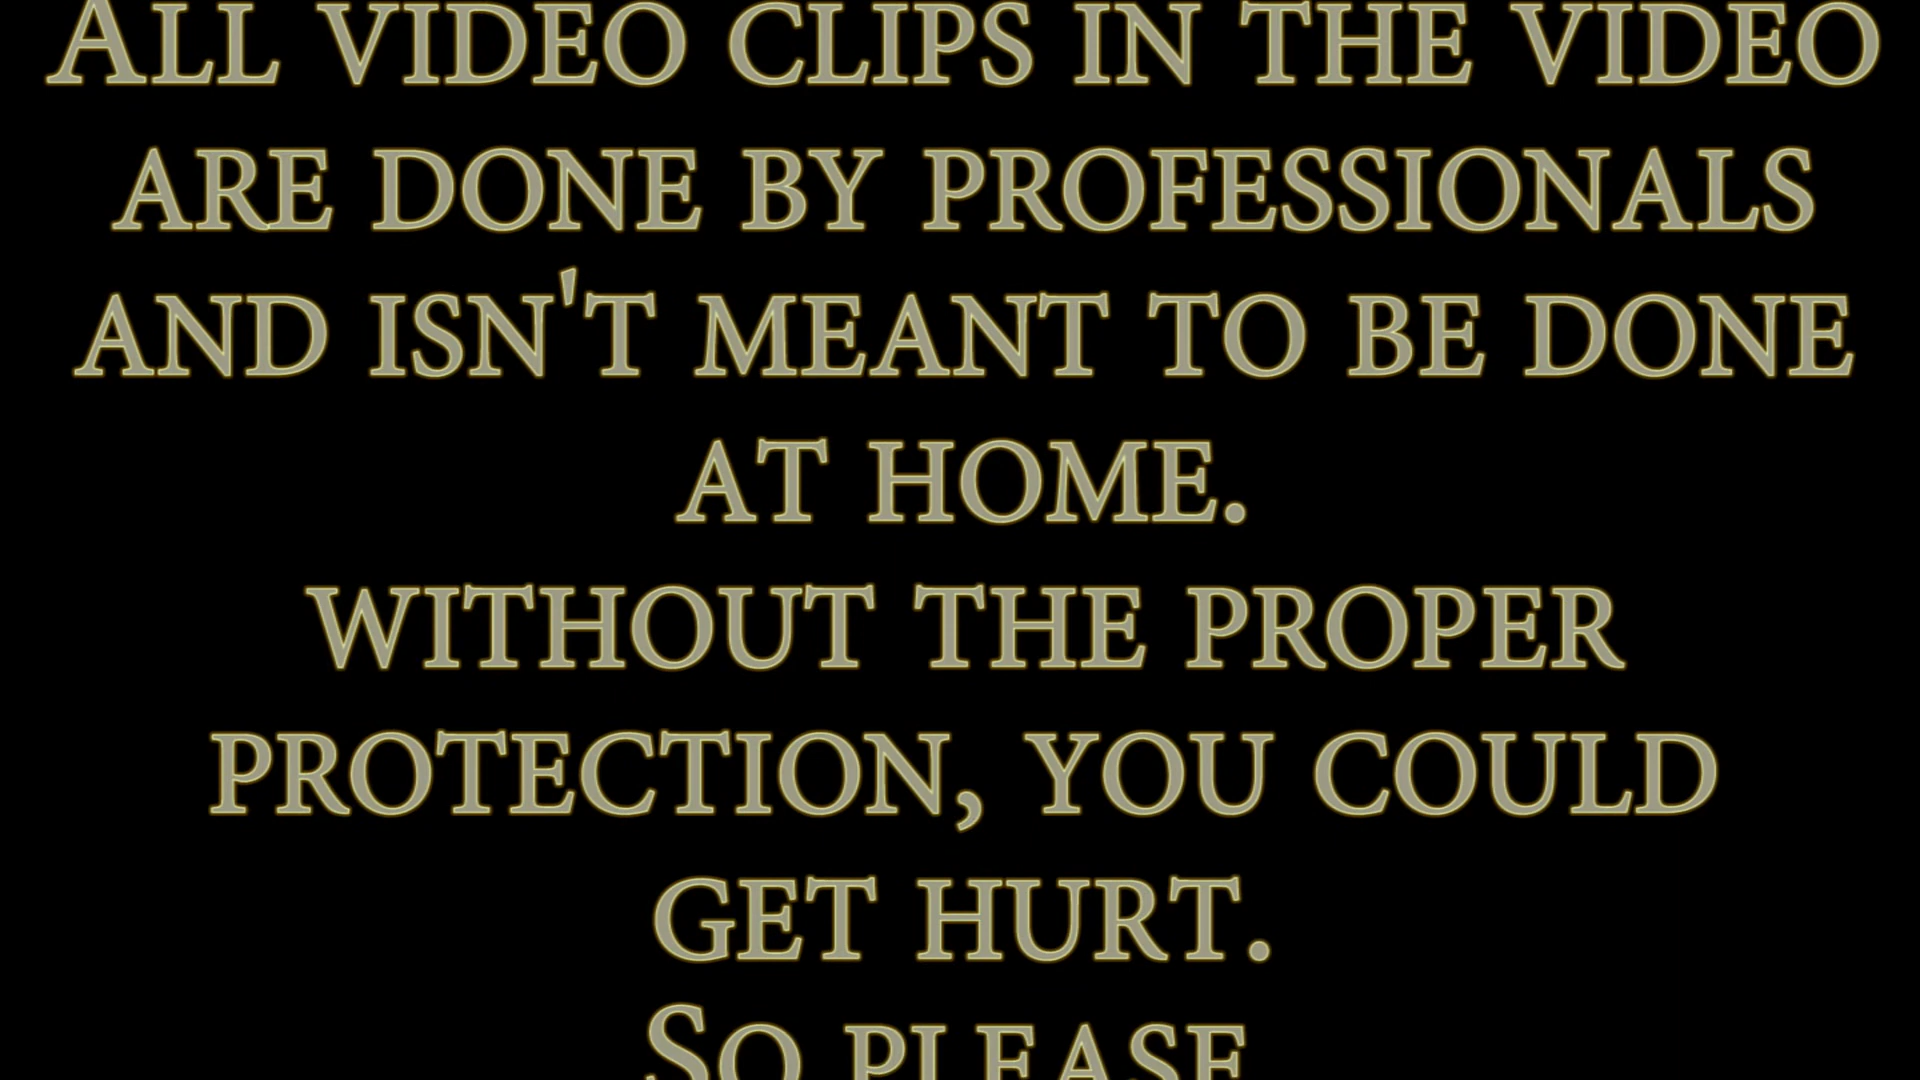 All video clips in the video
are done by professionals
and isn't meant to be done
at home.
without the proper
protection, you could
get hurt.
So please